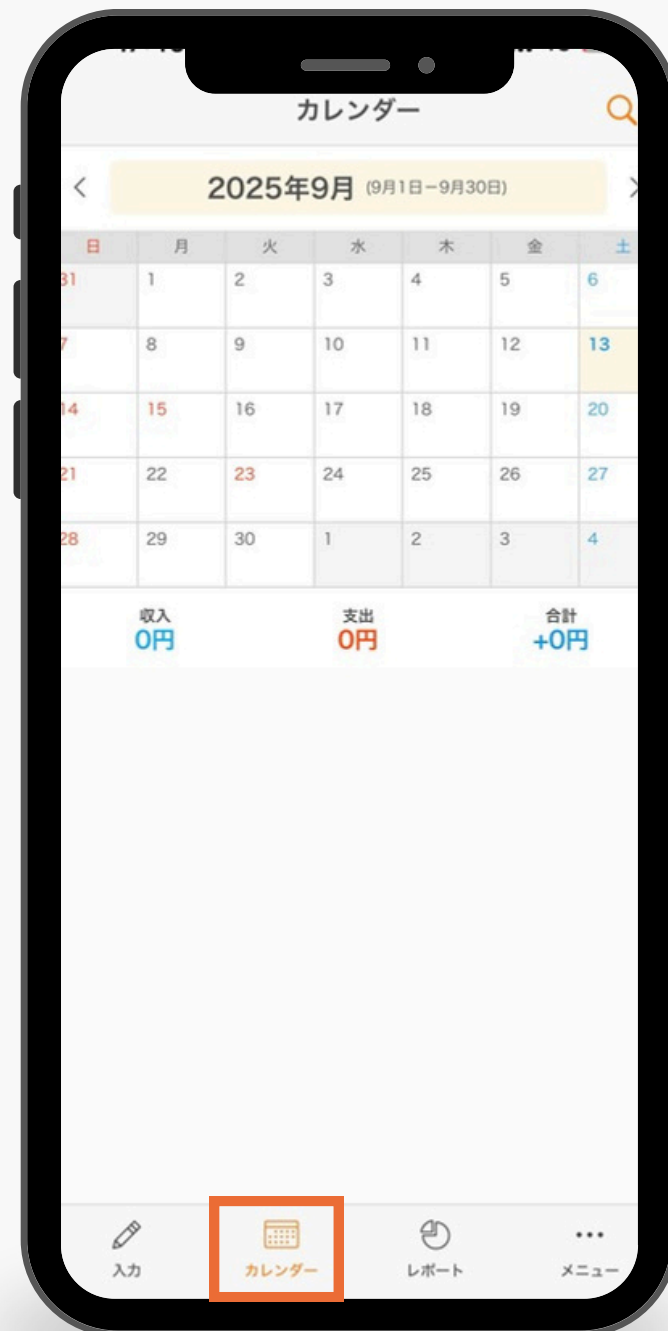 カレンダー
2025年9月 (9月1日－9月30日)
日 月 火 水 木 金 土
31 1 2 3 4 5 6
7 8 9 10 11 12 13
14 15 16 17 18 19 20
21 22 23 24 25 26 27
28 29 30 1 2 3 4
収入 支出 合計
0円 0円 +0円
入力 カレンダー レポート メニュー